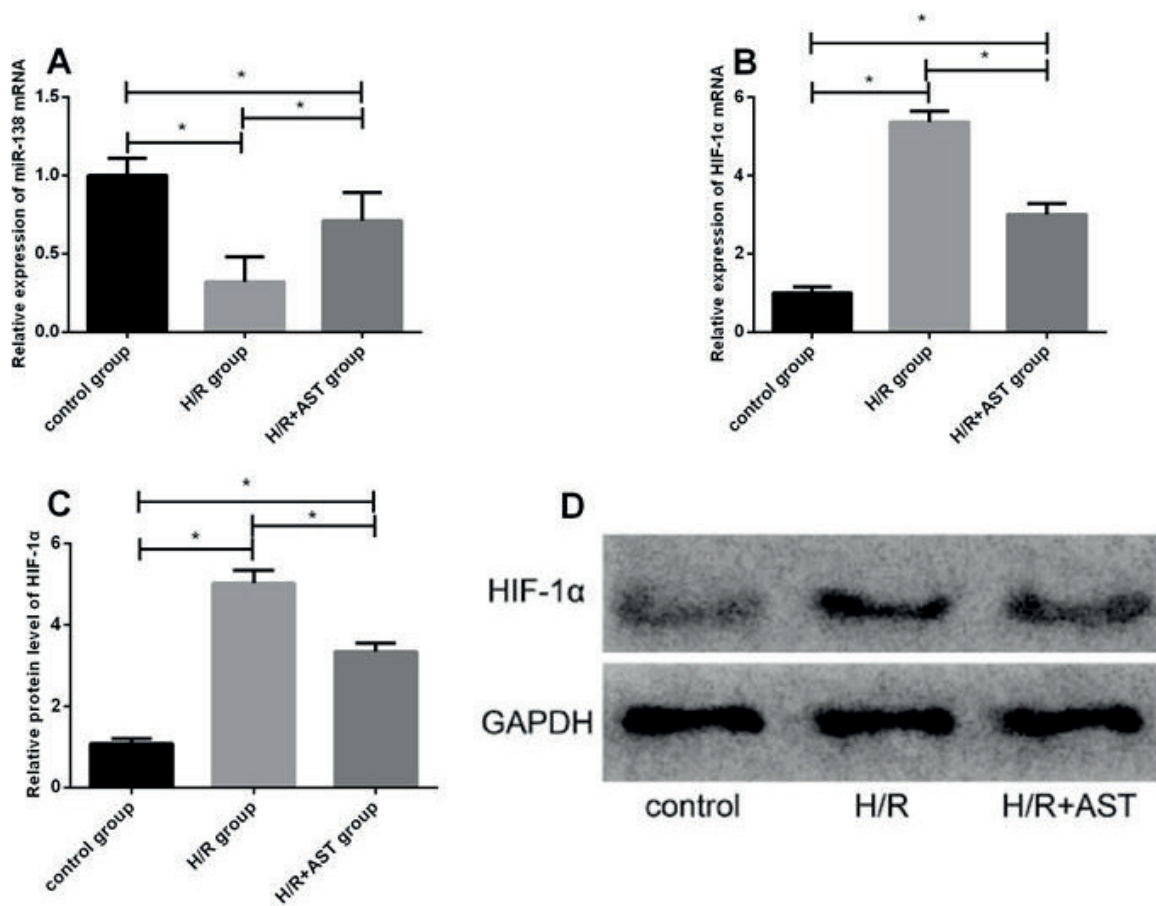 A
Relative expression of miR-138 mRNA
1.5
1.0
0.5
0.0
*
*
*
control group
H/R group
H/R+AST group
B
Relative expression of HIF-1α mRNA
6
4
2
0
*
*
*
control group
H/R group
H/R+AST group
C
Relative protein level of HIF-1α
6
4
2
0
*
*
*
control group
H/R group
H/R+AST group
D
HIF-1α
GAPDH
control H/R H/R+AST